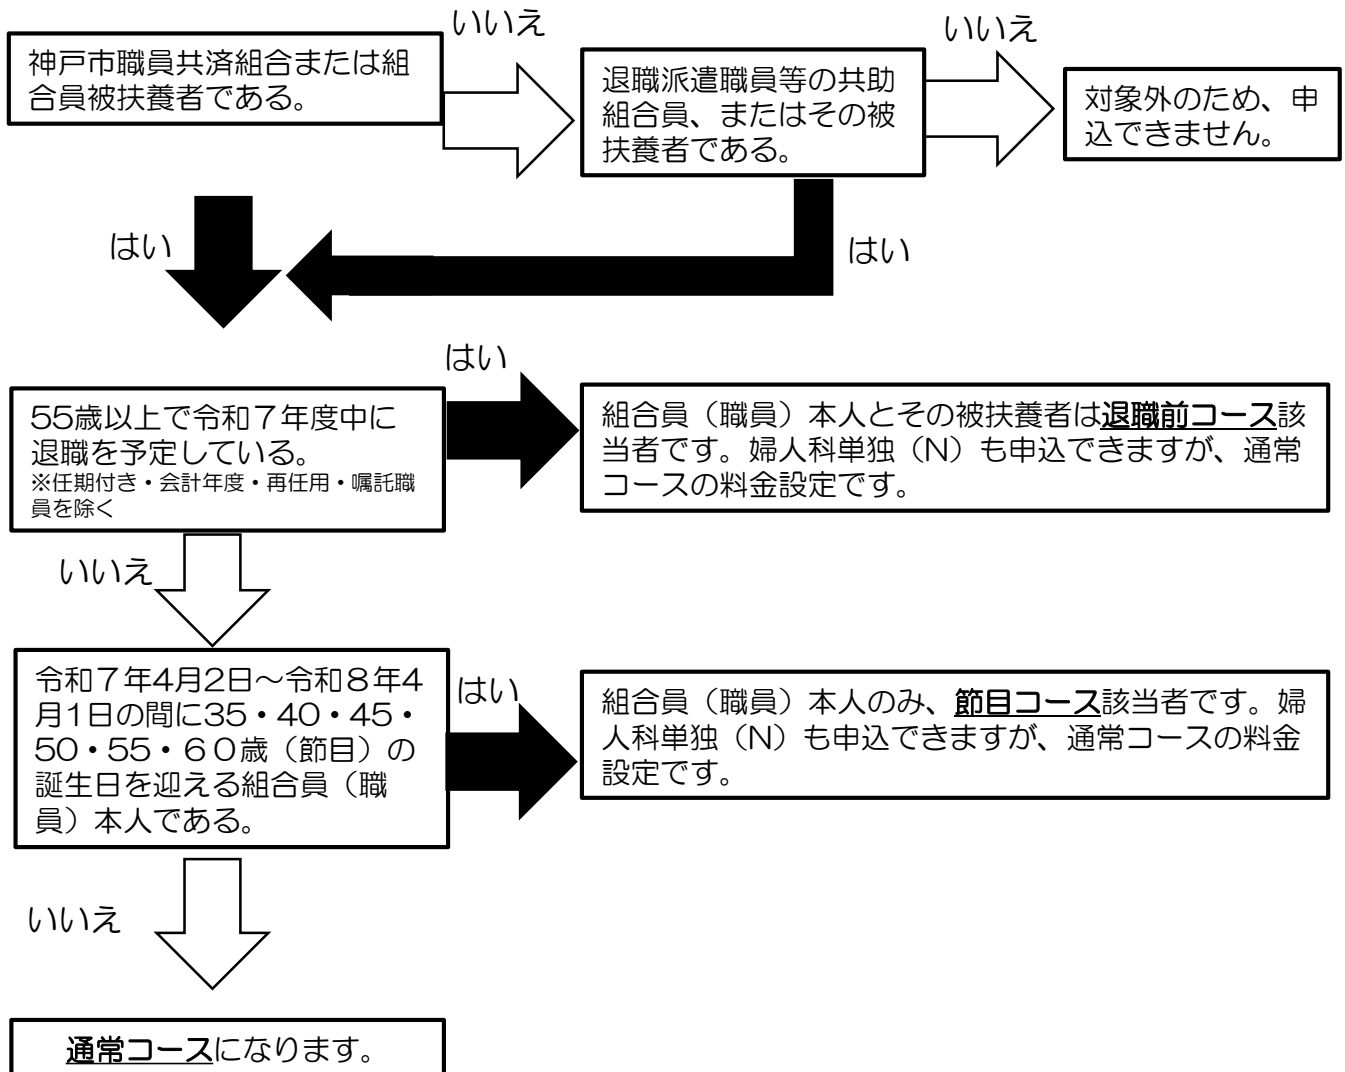 いいえ
いいえ
神戸市職員共済組合または組
合員被扶養者である。
退職派遣職員等の共助
組合員、またはその被
扶養者である。
対象外のため、申
込できません。
はい
はい
はい
55歳以上で令和7年度中に
退職を予定している。
※任期付き・会計年度・再任用・嘱託職
員を除く
組合員（職員）本人とその被扶養者は退職前コース該
当者です。婦人科単独（N）も申込できますが、通常
コースの料金設定です。
いいえ
令和7年4月2日～令和８年4
月1日の間に35・40・45・
50・55・６０歳（節目）の
誕生日を迎える組合員（職
員）本人である。
はい
組合員（職員）本人のみ、節目コース該当者です。婦
人科単独（N）も申込できますが、通常コースの料金
設定です。
いいえ
通常コースになります。